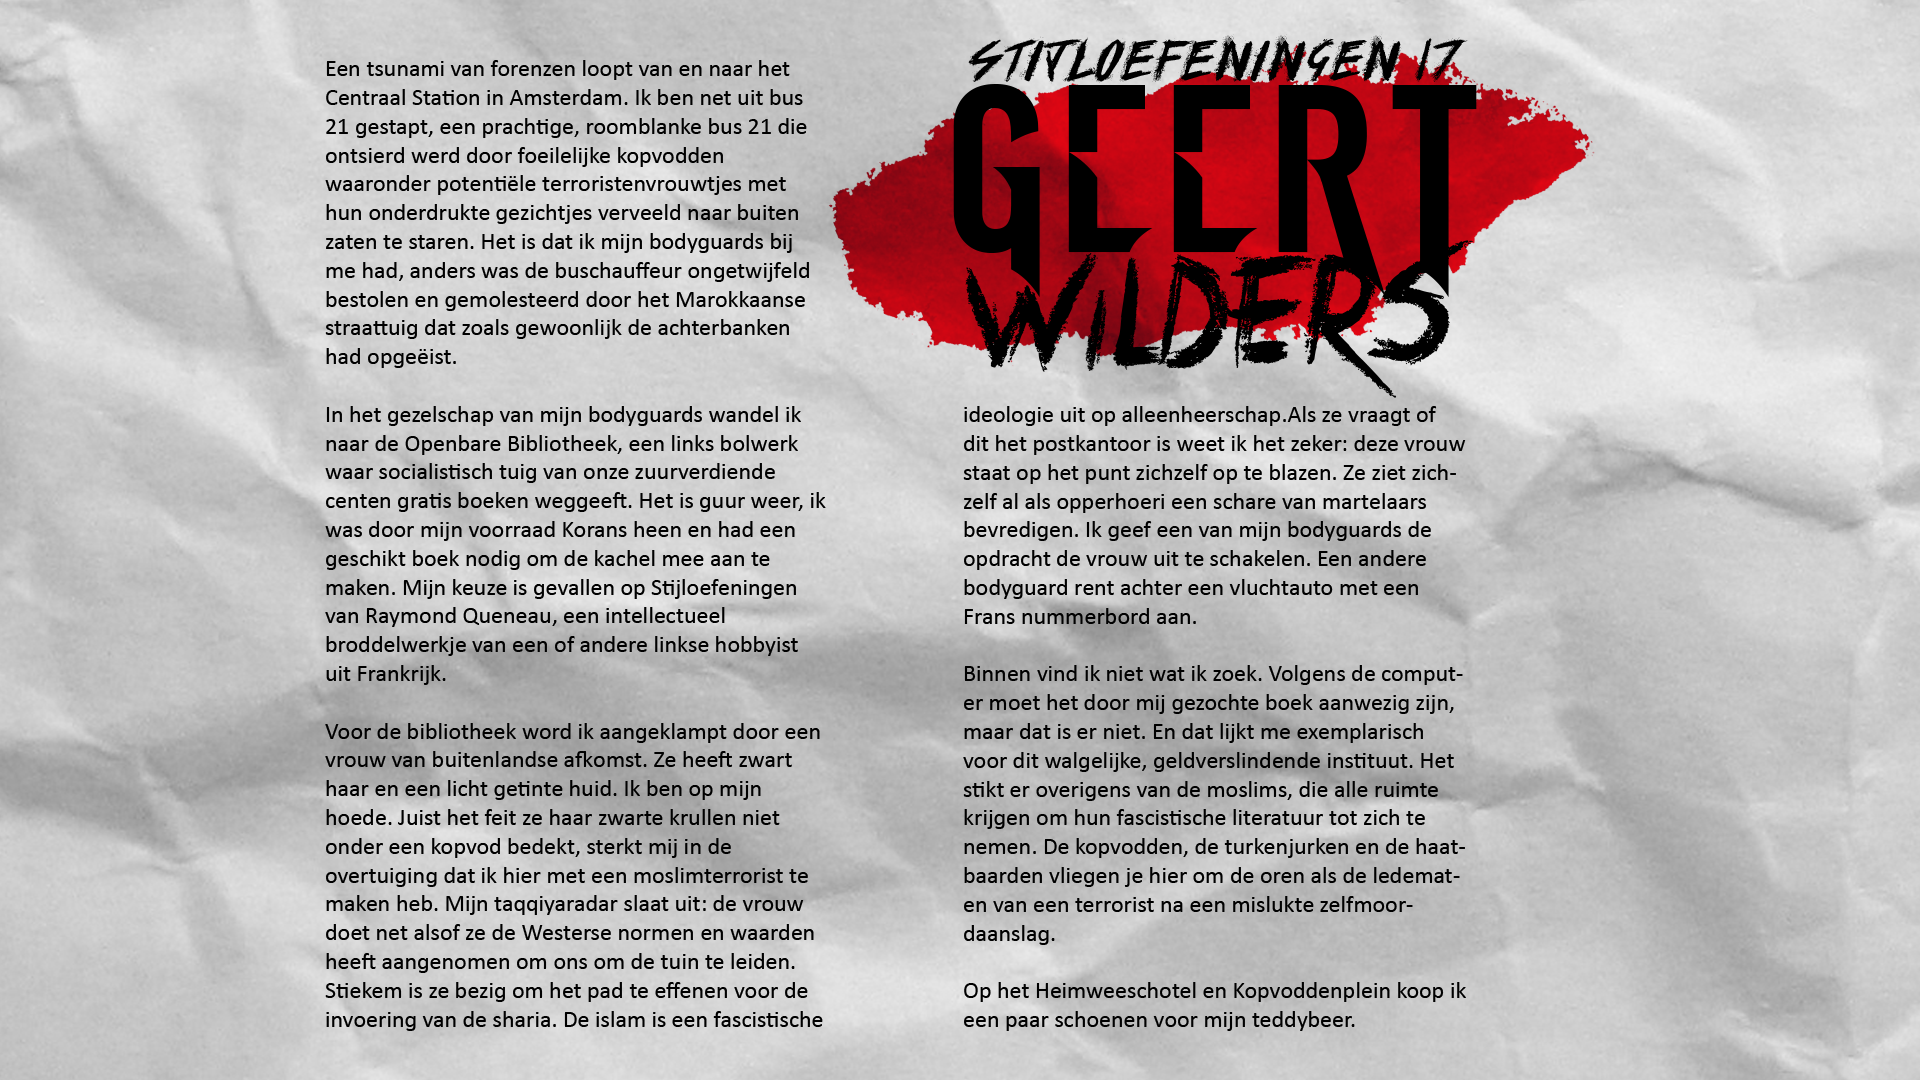 STIJLOEFENINGEN 17
GEERT
WILDERS
Een tsunami van forenzen loopt van en naar het
Centraal Station in Amsterdam. Ik ben net uit bus
21 gestapt, een prachtige, roomblanke bus 21 die
ontsierd werd door foeilelijke kopvodden
waaronder potentiële terroristenvrouwtjes met
hun onderdrukte gezichtjes verveeld naar buiten
zaten te staren. Het is dat ik mijn bodyguards bij
me had, anders was de buschauffeur ongetwijfeld
bestolen en gemolesteerd door het Marokkaanse
straattuig dat zoals gewoonlijk de achterbanken
had opgeëist.
In het gezelschap van mijn bodyguards wandel ik
naar de Openbare Bibliotheek, een links bolwerk
waar socialistisch tuig van onze zuurverdiende
centen gratis boeken weggeeft. Het is guur weer, ik
was door mijn voorraad Korans heen en had een
geschikt boek nodig om de kachel mee aan te
maken. Mijn keuze is gevallen op Stijloefeningen
van Raymond Queneau, een intellectueel
broddelwerkje van een of andere linkse hobbyist
uit Frankrijk.
Voor de bibliotheek word ik aangeklampt door een
vrouw van buitenlandse afkomst. Ze heeft zwart
haar en een licht getinte huid. Ik ben op mijn
hoede. Juist het feit ze haar zwarte krullen niet
onder een kopvod bedekt, sterkt mij in de
overtuiging dat ik hier met een moslimterrorist te
maken heb. Mijn taqqiyaradar slaat uit: de vrouw
doet net alsof ze de Westerse normen en waarden
heeft aangenomen om ons om de tuin te leiden.
Stiekem is ze bezig om het pad te effenen voor de
invoering van de sharia. De islam is een fascistische
ideologie uit op alleenheerschap.Als ze vraagt of
dit het postkantoor is weet ik het zeker: deze vrouw
staat op het punt zichzelf op te blazen. Ze ziet zich-
zelf al als opperhoeri een schare van martelaars
bevredigen. Ik geef een van mijn bodyguards de
opdracht de vrouw uit te schakelen. Een andere
bodyguard rent achter een vluchtauto met een
Frans nummerbord aan.
Binnen vind ik niet wat ik zoek. Volgens de comput-
er moet het door mij gezochte boek aanwezig zijn,
maar dat is er niet. En dat lijkt me exemplarisch
voor dit walgelijke, geldverslindende instituut. Het
stikt er overigens van de moslims, die alle ruimte
krijgen om hun fascistische literatuur tot zich te
nemen. De kopvodden, de turkenjurken en de haat-
baarden vliegen je hier om de oren als de ledemat-
en van een terrorist na een mislukte zelfmoor-
daanslag.
Op het Heimweeschotel en Kopvoddenplein koop ik
een paar schoenen voor mijn teddybeer.